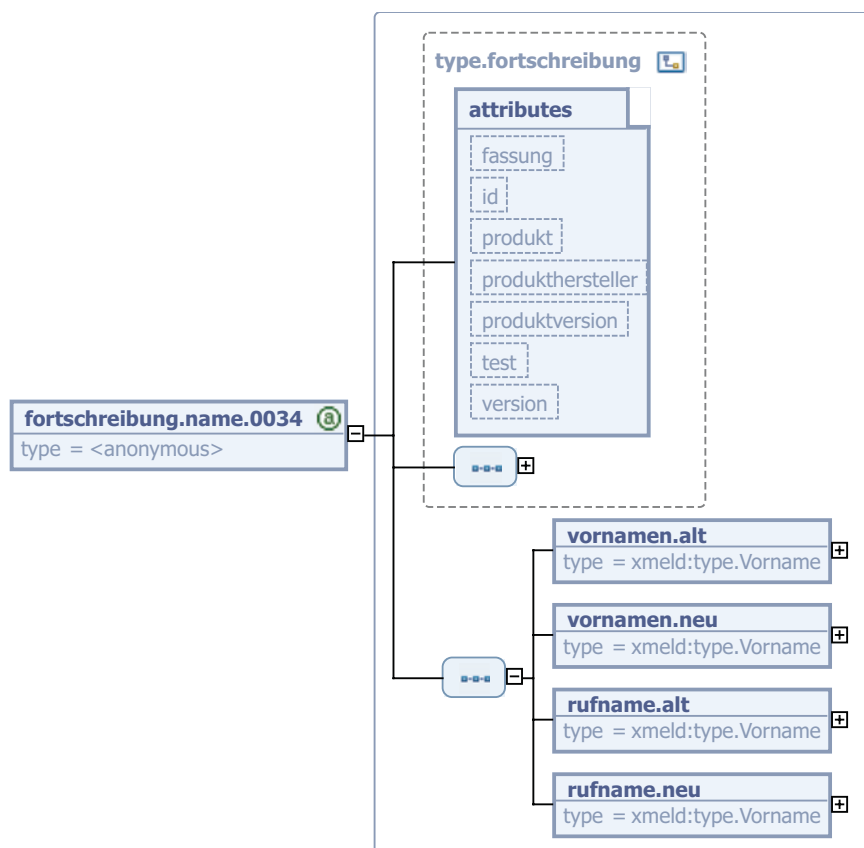 type.fortschreibung
attributes
fassung
id
produkt
produkthersteller
produktversion
test
version
fortschreibung.name.0034 @
type = <anonymous>
vornamen.alt
type = xmeld:type.Vorname
vornamen.neu
type = xmeld:type.Vorname
rufname.alt
type = xmeld:type.Vorname
rufname.neu
type = xmeld:type.Vorname